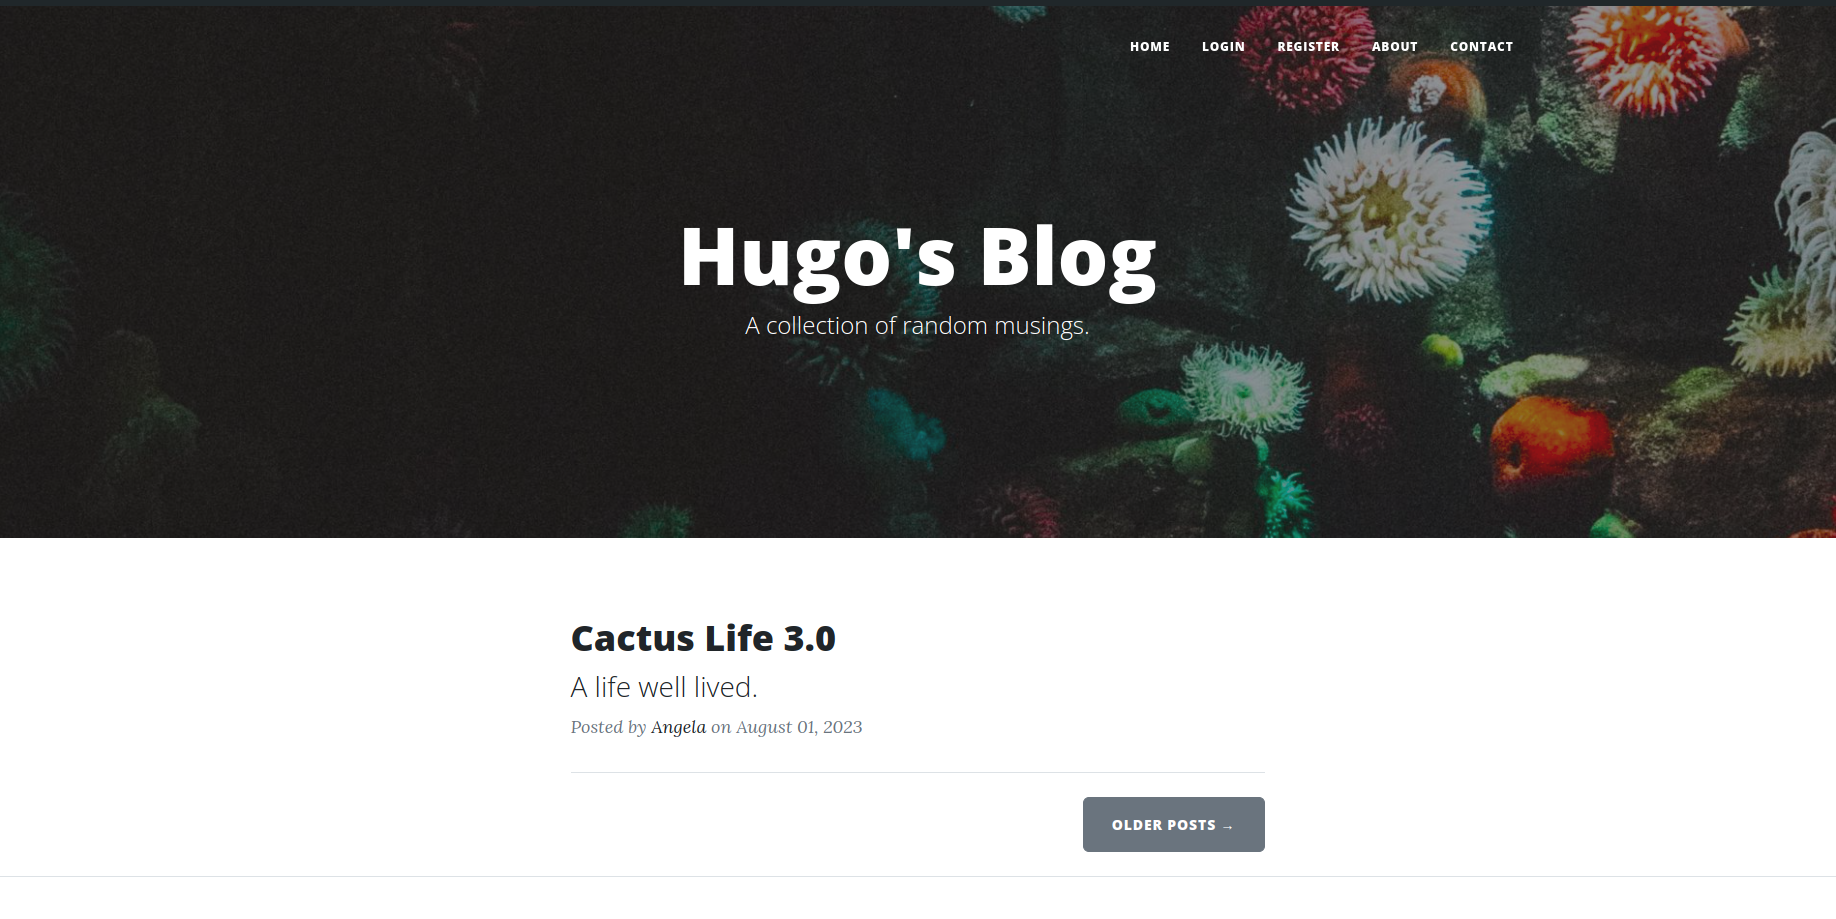 HOME LOGIN REGISTER ABOUT CONTACT
Hugo's Blog
A collection of random musings.
Cactus Life 3.0
A life well lived.
Posted by Angela on August 01, 2023
OLDER POSTS →